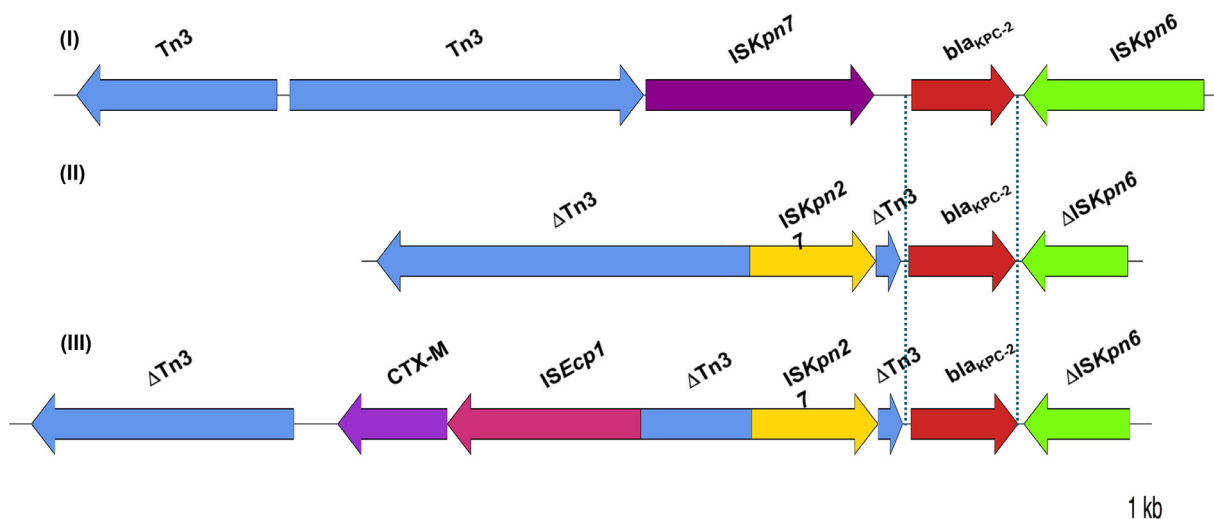 (I)
Tn3
Tn3
ISKpn7
bla KPC-2
ISKpn6
(II)
ΔTn3
ISKpn2
7
ΔTn3
bla KPC-2
ΔISKpn6
(III)
ΔTn3
CTX-M
ISEcp1
ΔTn3
ISKpn2
7
ΔTn3
bla KPC-2
ΔISKpn6
1 kb